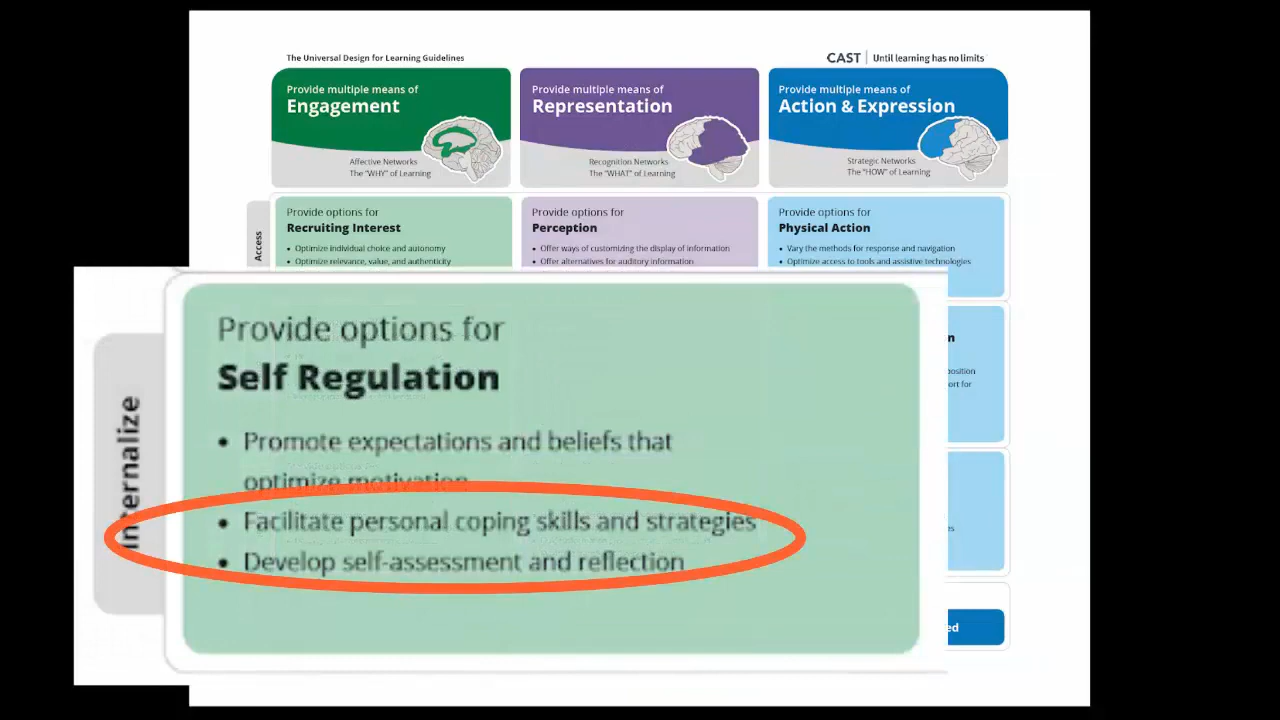 The Universal Design for Learning Guidelines
CAST | Until learning has no limits
Provide multiple means of
Engagement
Affective Networks
The "WHY" of Learning
Provide multiple means of
Representation
Recognition Networks
The "WHAT" of Learning
Provide multiple means of
Action & Expression
Strategic Networks
The "HOW" of Learning
Access
Provide options for
Recruiting Interest
• Optimize individual choice and autonomy
• Optimize relevance, value, and authenticity
Provide options for
Perception
• Offer ways of customizing the display of information
• Offer alternatives for auditory information
Provide options for
Physical Action
• Vary the methods for response and navigation
• Optimize access to tools and assistive technologies
Internalize
Provide options for
Self Regulation
• Promote expectations and beliefs that
optimize motivation
• Facilitate personal coping skills and strategies
• Develop self-assessment and reflection